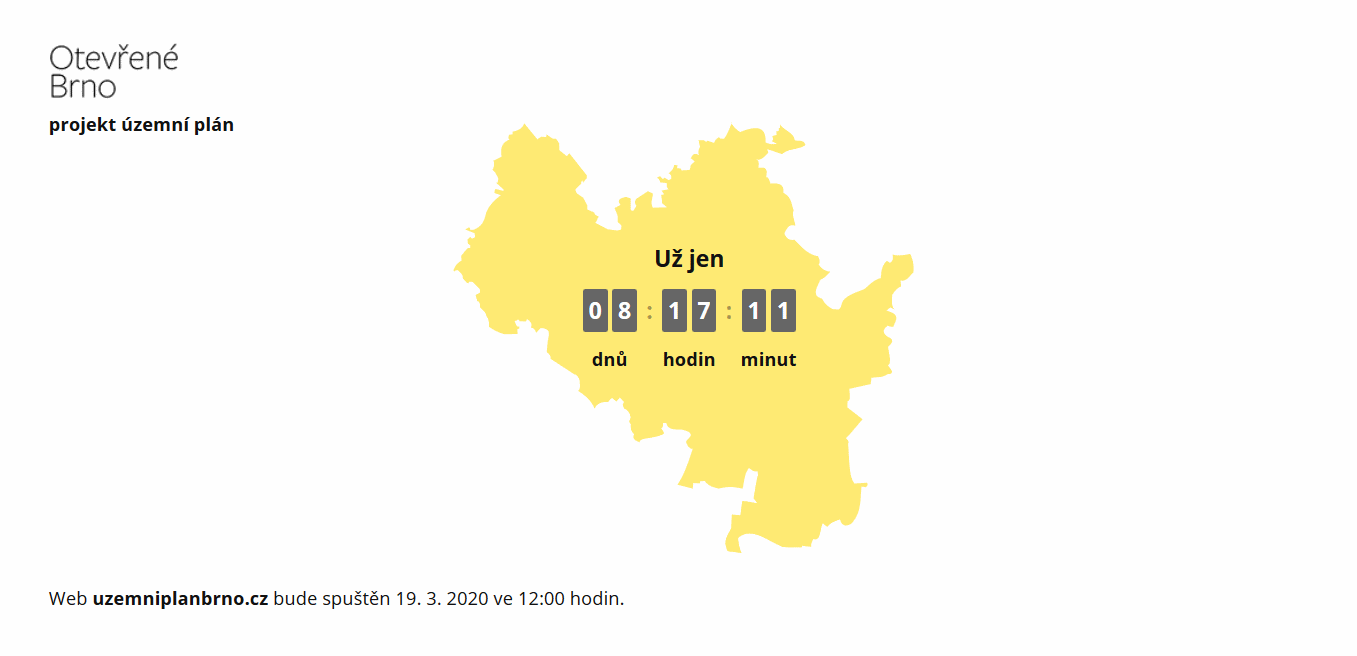 Otevřené
Brno
projekt územní plán
Už jen
08 : 17 : 11
dnů hodin minut
Web uzemniplanbrno.cz bude spuštěn 19. 3. 2020 ve 12:00 hodin.